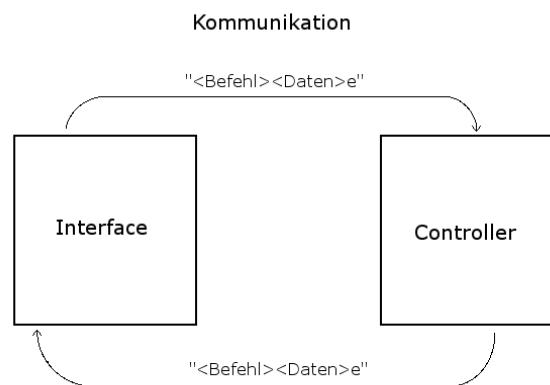 Kommunikation
"<Befehl><Daten>e"
Interface
Controller
"<Befehl><Daten>e"